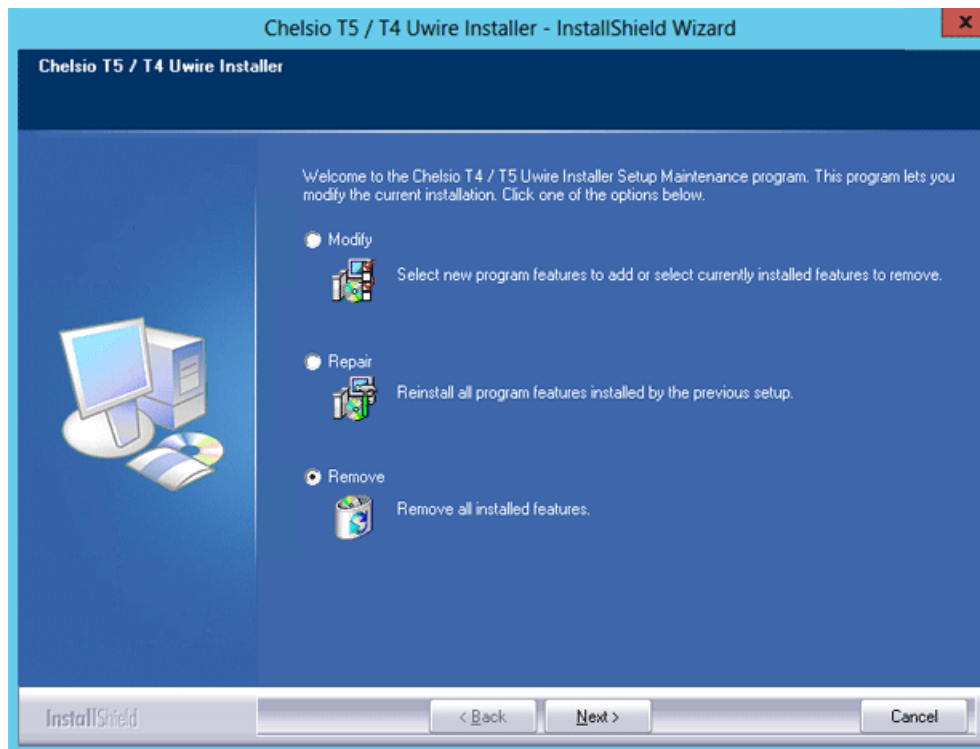 Chelsio T5 / T4 Uwire Installer - InstallShield Wizard
x
Chelsio T5 / T4 Uwire Installer
Welcome to the Chelsio T4 / T5 Uwire Installer Setup Maintenance program. This program lets you
modify the current installation. Click one of the options below.
Modify
Select new program features to add or select currently installed features to remove.
Repair
Reinstall all program features installed by the previous setup.
Remove
Remove all installed features.
InstallShield
< Back
Next >
Cancel